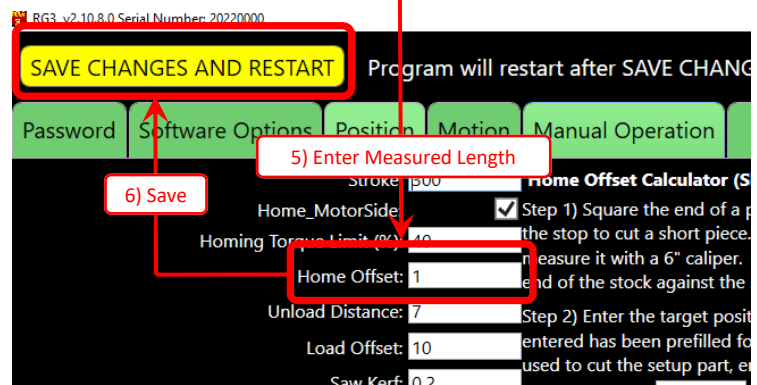 RG3 v2.10.8.0 Serial Number: 20220000
SAVE CHANGES AND RESTART Program will restart after SAVE CHANG
Password Software Options Position Motion Manual Operation
5) Enter Measured Length
6) Save
Stroke: 300 Home Offset Calculator (S
Home_MotorSide: Step 1) Square the end of a p
Homing Torque Limit (%): 40 the stop to cut a short piece.
measure it with a 6" caliper.
Home Offset: 1 end of the stock against the
Unload Distance: 7 Step 2) Enter the target posit
Load Offset: 10 entered has been prefilled fo
used to cut the setup part, e
Saw Kerf: 0.2